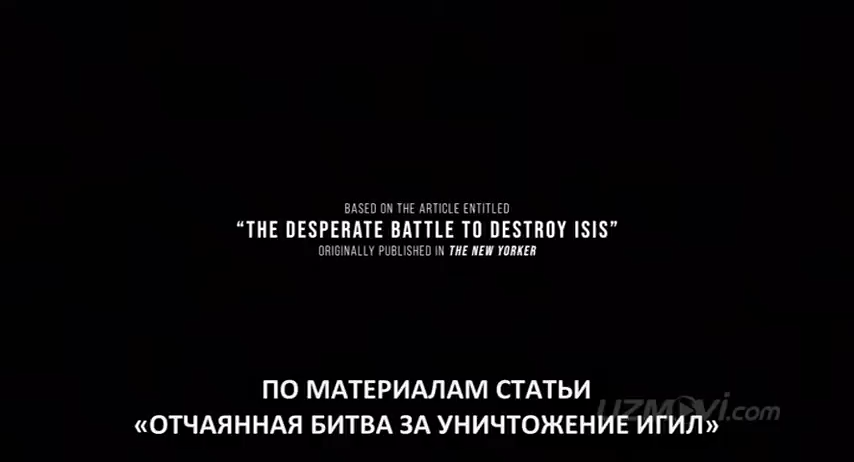 BASED ON THE ARTICLE ENTITLED
“THE DESPERATE BATTLE TO DESTROY ISIS”
ORIGINALLY PUBLISHED IN THE NEW YORKER
ПО МАТЕРИАЛАМ СТАТЬИ
UZMOVi.com
«ОТЧАЯННАЯ БИТВА ЗА УНИЧТОЖЕНИЕ ИГИЛ»